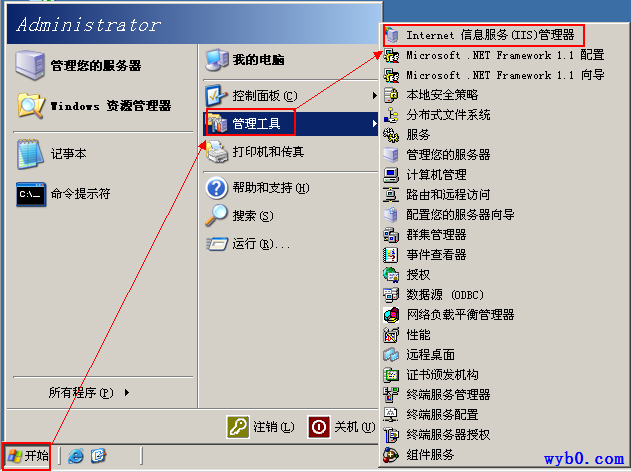 Administrator
管理您的服务器
Windows 资源管理器
记事本
命令提示符
所有程序(P)
我的电脑
控制面板(C)
管理工具
打印机和传真
帮助和支持(H)
搜索(S)
运行(R)...
注销(L)
关机(U)
开始
Internet 信息服务(IIS)管理器
Microsoft .NET Framework 1.1 配置
Microsoft .NET Framework 1.1 向导
本地安全策略
分布式文件系统
服务
管理您的服务器
计算机管理
路由和远程访问
配置您的服务器向导
群集管理器
事件查看器
授权
数据源 (ODBC)
网络负载平衡管理器
性能
远程桌面
证书颁发机构
终端服务管理器
终端服务配置
终端服务器授权
组件服务
wyb0.com